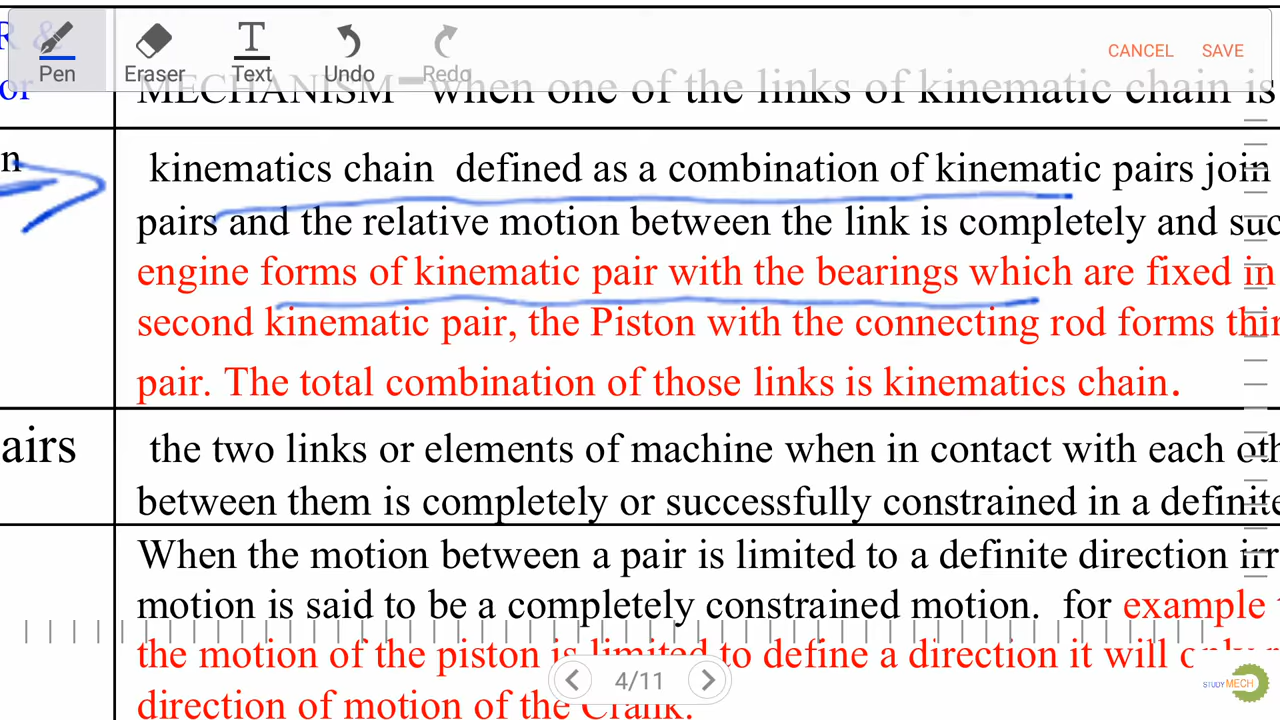 Pen Eraser Text Undo Redo CANCEL SAVE
or MECHANISM – when one of the links of kinematic chain is
n kinematics chain defined as a combination of kinematic pairs join
pairs and the relative motion between the link is completely and suc
engine forms of kinematic pair with the bearings which are fixed in
second kinematic pair, the Piston with the connecting rod forms thir
pair. The total combination of those links is kinematics chain.
airs the two links or elements of machine when in contact with each oth
between them is completely or successfully constrained in a definite
When the motion between a pair is limited to a definite direction irr
motion is said to be a completely constrained motion. for example
the motion of the piston is limited to define a direction it will only
direction of motion of the Crank.
4/11
STUDY MECH